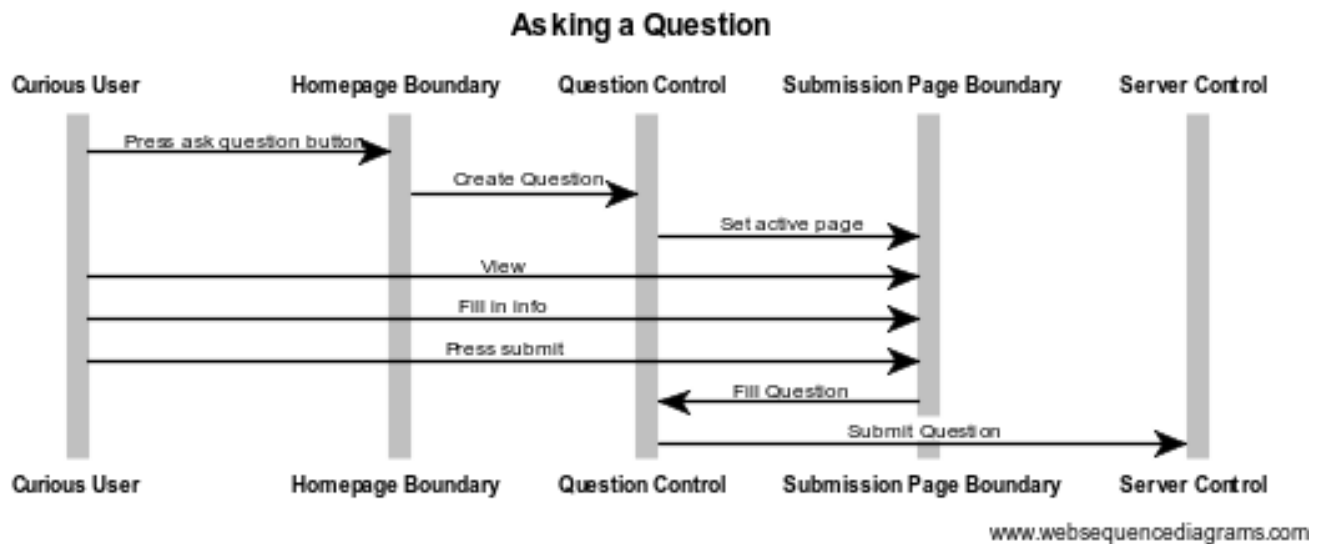 Asking a Question
Curious User Homepage Boundary Question Control Submission Page Boundary Server Control
Press ask question button
Create Question
Set active page
View
Fill in info
Press submit
Fill Question
Submit Question
Curious User Homepage Boundary Question Control Submission Page Boundary Server Control
www.websequencediagrams.com